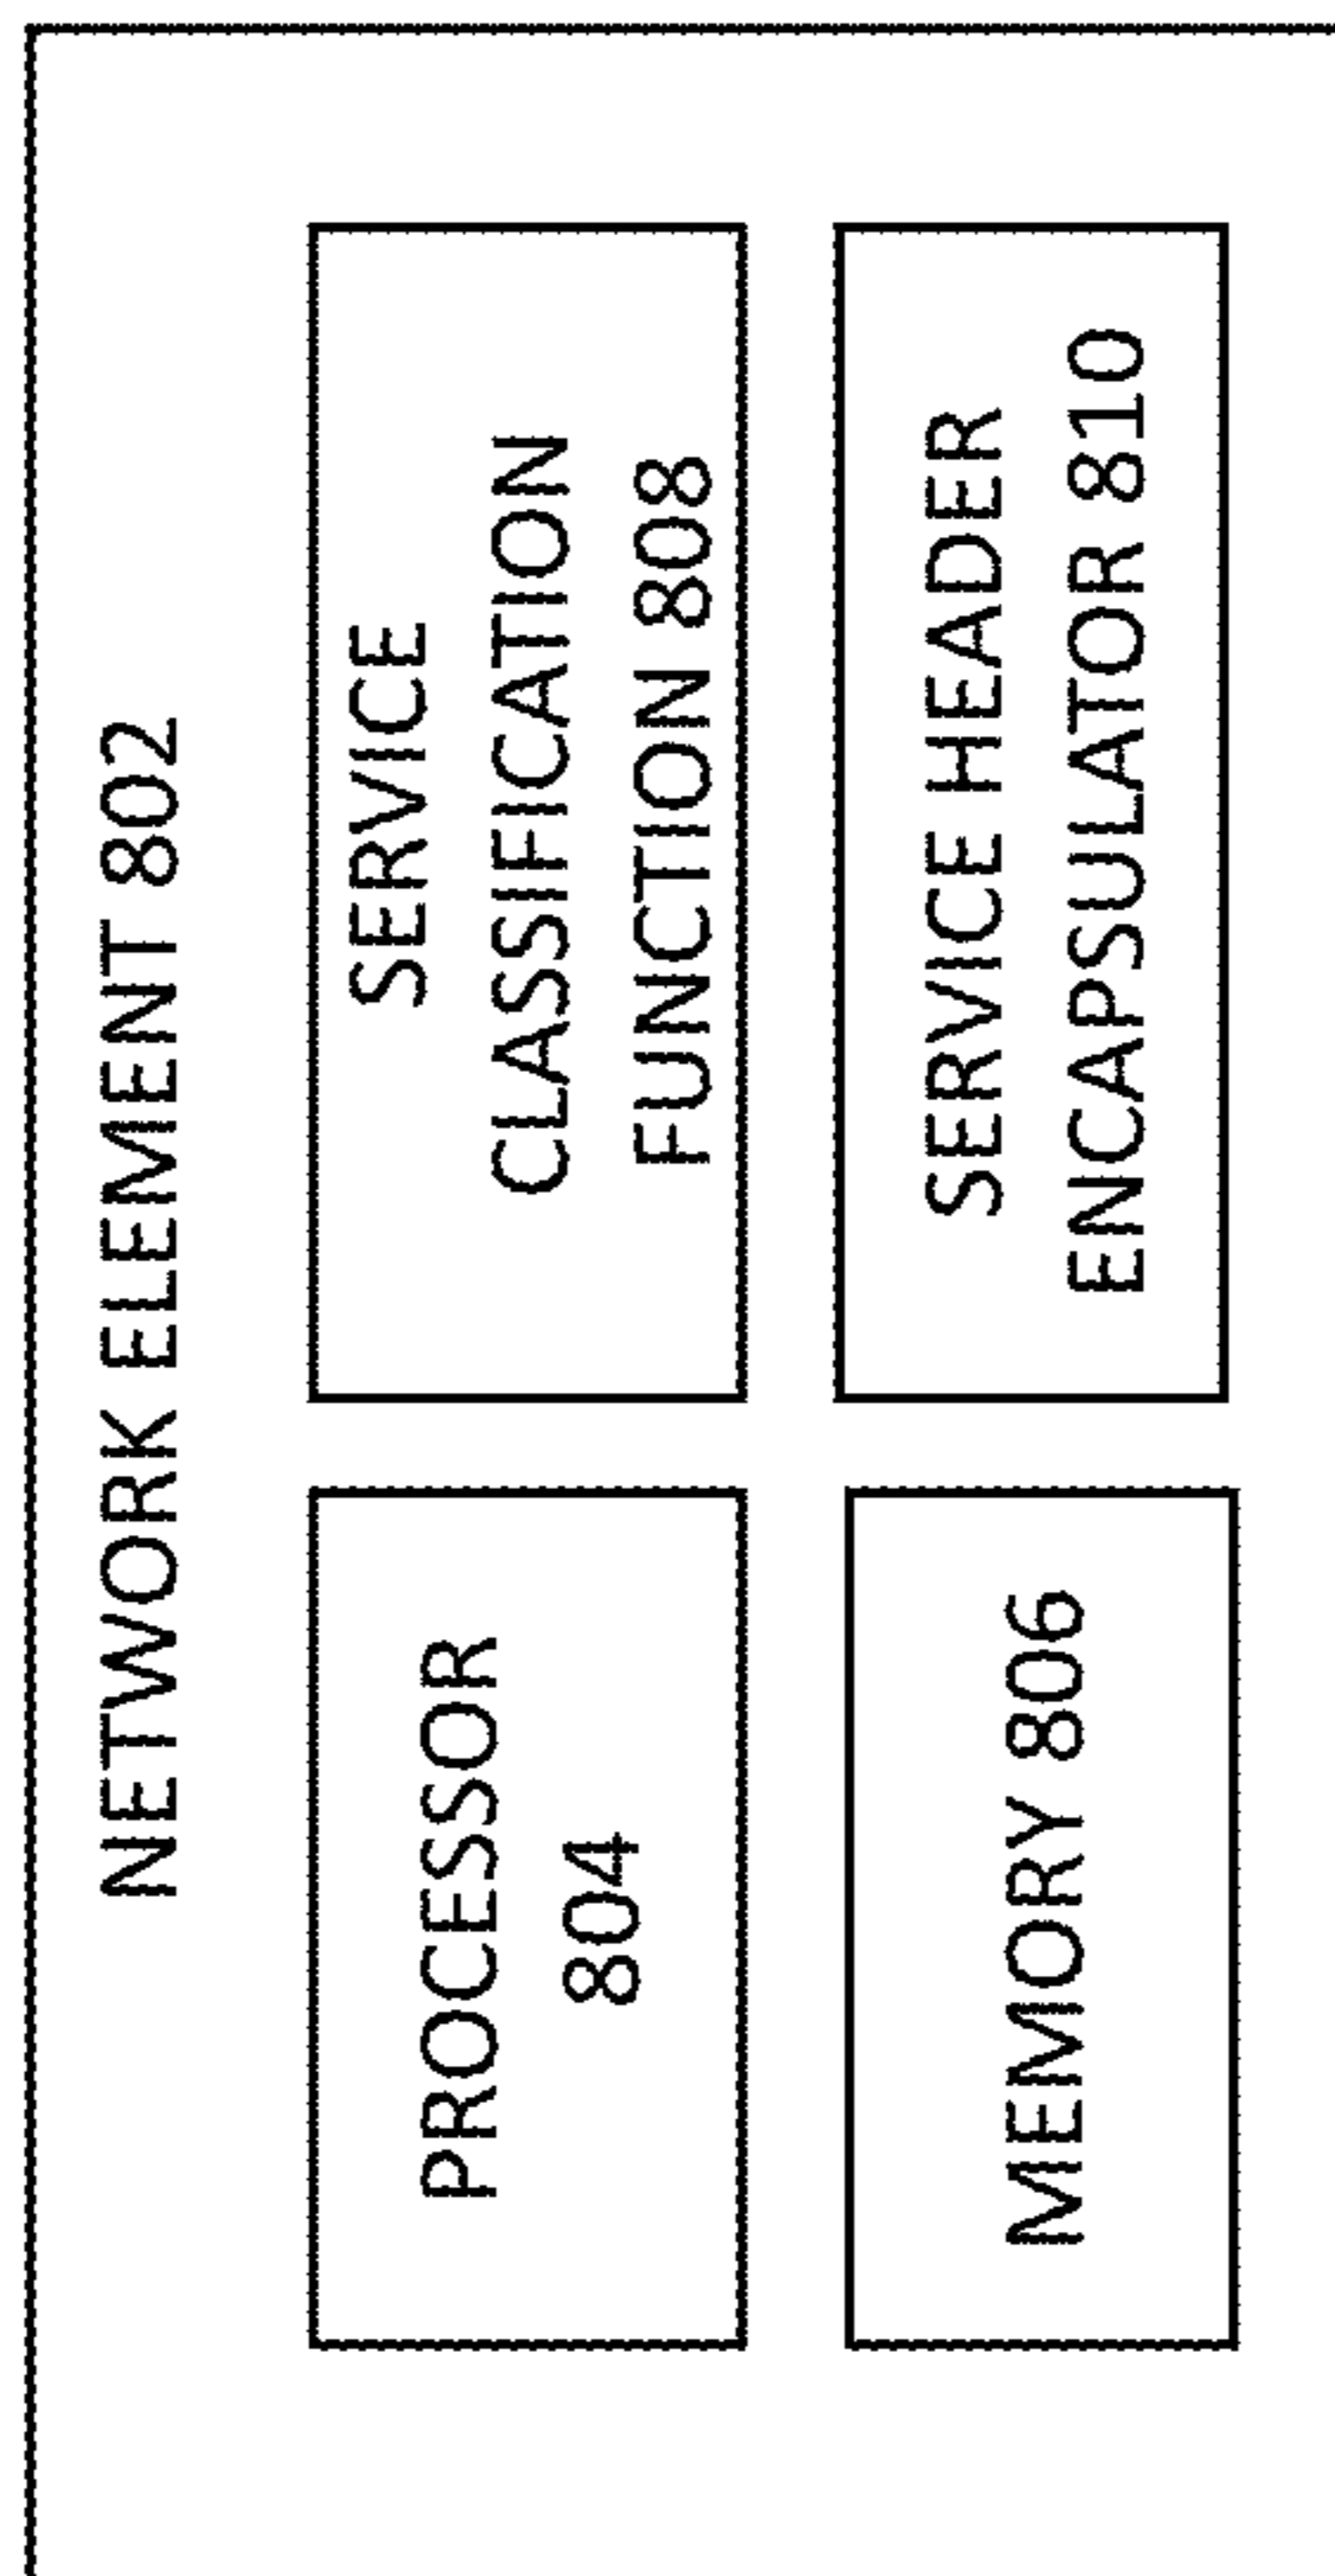 NETWORK ELEMENT 802
PROCESSOR
804
SERVICE
CLASSIFICATION
FUNCTION 808
MEMORY 806
SERVICE HEADER
ENCAPSULATOR 810